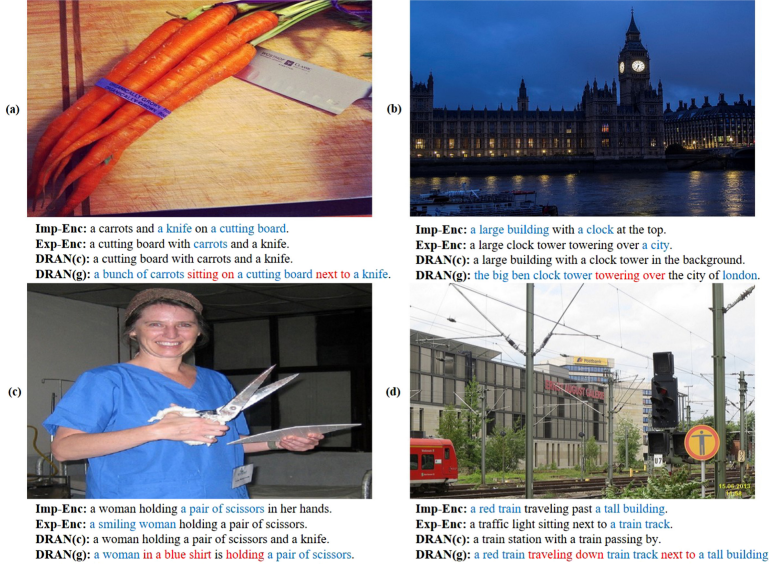 (a)
Imp-Enc: a carrots and a knife on a cutting board.
Exp-Enc: a cutting board with carrots and a knife.
DRAN(c): a cutting board with carrots and a knife.
DRAN(g): a bunch of carrots sitting on a cutting board next to a knife.
(b)
Imp-Enc: a large building with a clock at the top.
Exp-Enc: a large clock tower towering over a city.
DRAN(c): a large building with a clock tower in the background.
DRAN(g): the big ben clock tower towering over the city of london.
(c)
Imp-Enc: a woman holding a pair of scissors in her hands.
Exp-Enc: a smiling woman holding a pair of scissors.
DRAN(c): a woman holding a pair of scissors and a knife.
DRAN(g): a woman in a blue shirt is holding a pair of scissors.
(d)
15.06.2013
Imp-Enc: a red train traveling past a tall building.
Exp-Enc: a traffic light sitting next to a train track.
DRAN(c): a train station with a train passing by.
DRAN(g): a red train traveling down train track next to a tall building